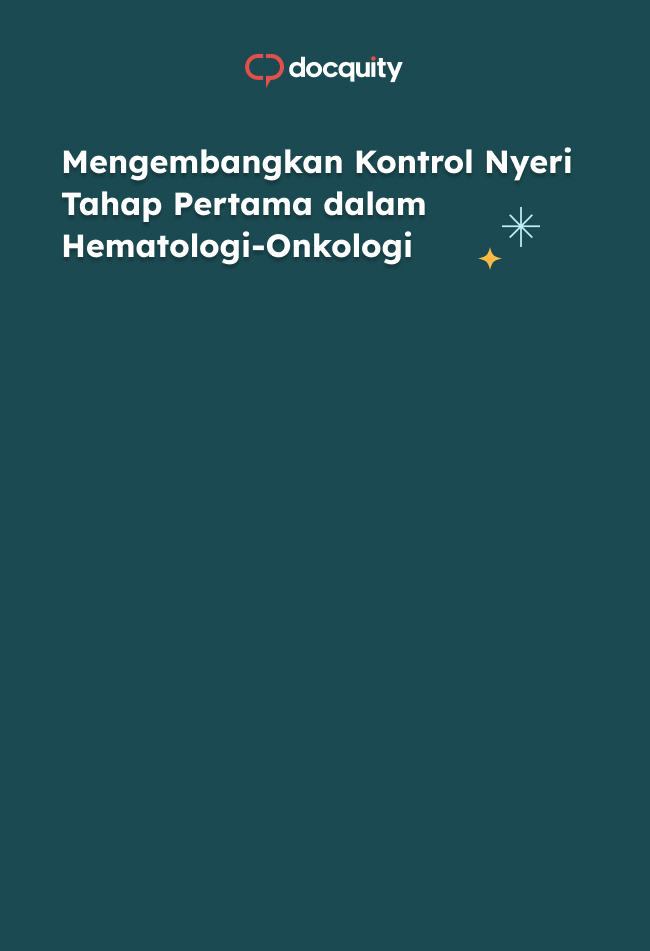 docquity
Mengembangkan Kontrol Nyeri
Tahap Pertama dalam
Hematologi-Onkologi